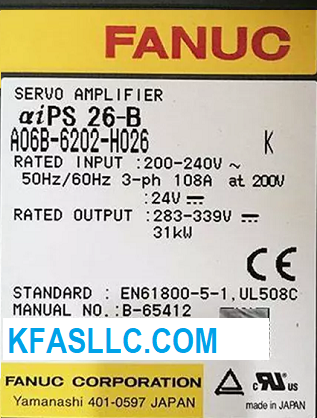 FANUC
SERVO AMPLIFIER
αiPS 26-B
A06B-6202-H026 K
RATED INPUT : 200-240V ~
50Hz/60Hz 3-ph 108A at 200V
: 24V ⎓
RATED OUTPUT : 283-339V ⎓
31kW
CE
STANDARD : EN61800-5-1, UL508C
MANUAL NO. : B-65412
KFASLLC.COM
FANUC CORPORATION
Yamanashi 401-0597 JAPAN
c RU US
made in JAPAN